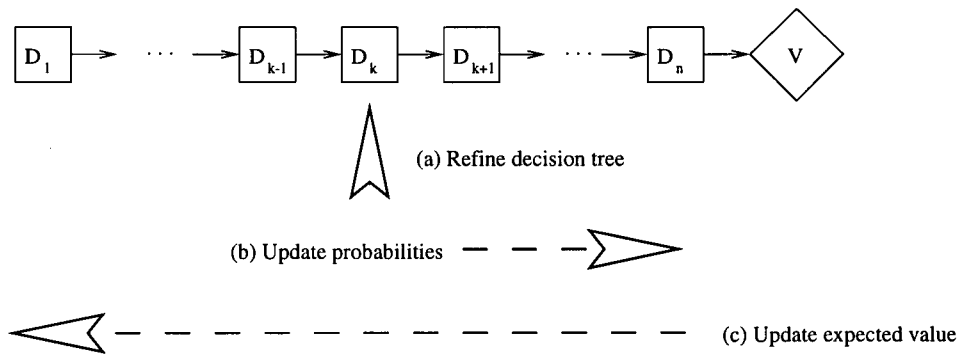 D1 ... Dk-1 Dk Dk+1 ... Dn V
(a) Refine decision tree
(b) Update probabilities
(c) Update expected value